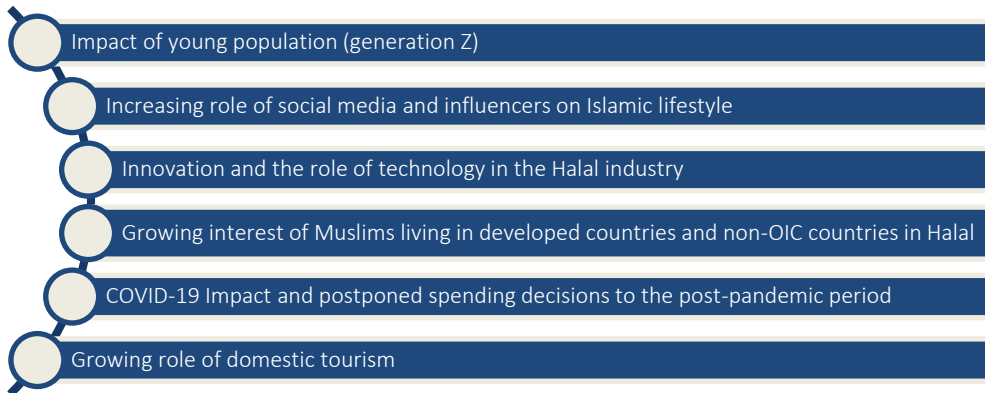 Impact of young population (generation Z)
Increasing role of social media and influencers on Islamic lifestyle
Innovation and the role of technology in the Halal industry
Growing interest of Muslims living in developed countries and non-OIC countries in Halal
COVID-19 Impact and postponed spending decisions to the post-pandemic period
Growing role of domestic tourism